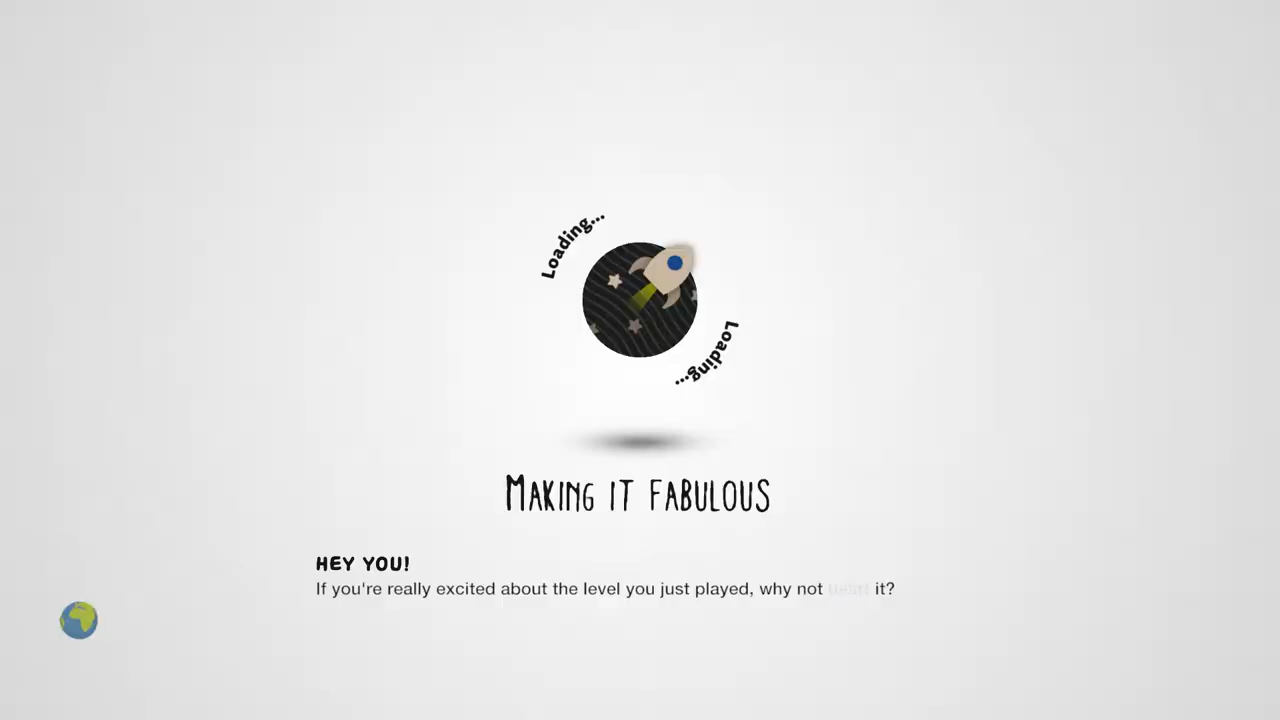 Loading...
Loading...
MAKING IT FABULOUS
HEY YOU!
If you're really excited about the level you just played, why not it?